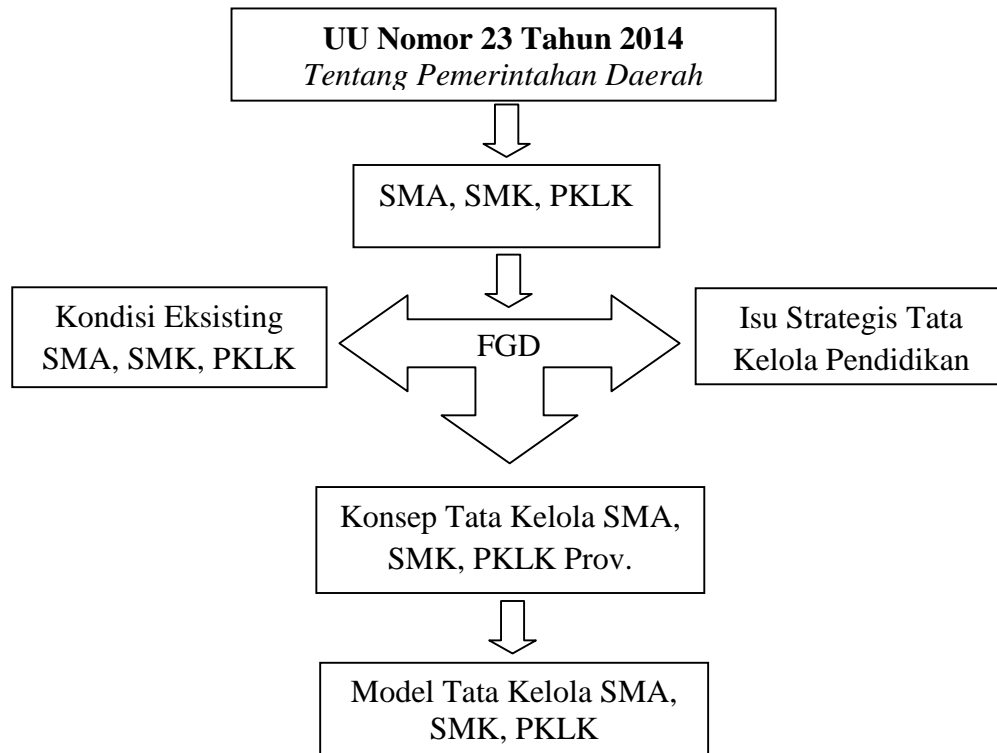 UU Nomor 23 Tahun 2014
Tentang Pemerintahan Daerah
SMA, SMK, PKLK
Kondisi Eksisting
SMA, SMK, PKLK
FGD
Isu Strategis Tata
Kelola Pendidikan
Konsep Tata Kelola SMA,
SMK, PKLK Prov.
Model Tata Kelola SMA,
SMK, PKLK